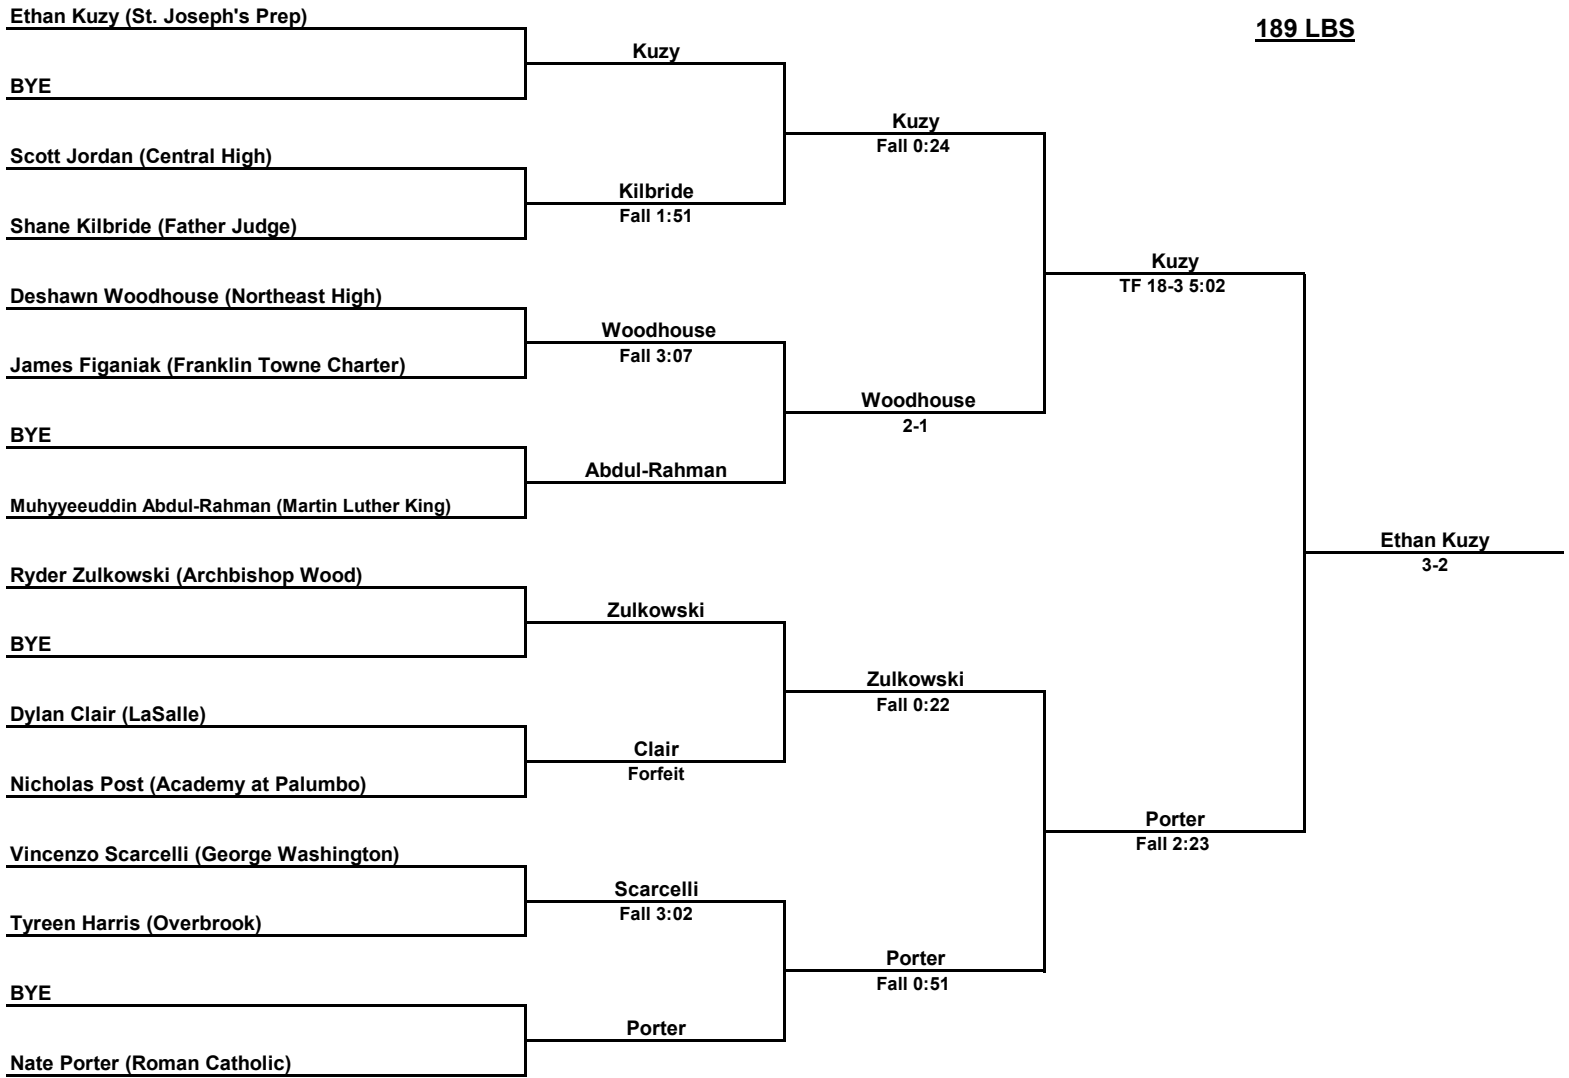 Ethan Kuzy (St. Joseph's Prep)
189 LBS
Kuzy
BYE
Kuzy
Fall 0:24
Scott Jordan (Central High)
Kilbride
Fall 1:51
Shane Kilbride (Father Judge)
Kuzy
TF 18-3 5:02
Deshawn Woodhouse (Northeast High)
Woodhouse
Fall 3:07
James Figaniak (Franklin Towne Charter)
Woodhouse
2-1
BYE
Abdul-Rahman
Muhyyeeuddin Abdul-Rahman (Martin Luther King)
Ethan Kuzy
3-2
Ryder Zulkowski (Archbishop Wood)
Zulkowski
BYE
Zulkowski
Fall 0:22
Dylan Clair (LaSalle)
Clair
Forfeit
Nicholas Post (Academy at Palumbo)
Porter
Fall 2:23
Vincenzo Scarcelli (George Washington)
Scarcelli
Fall 3:02
Tyreen Harris (Overbrook)
Porter
Fall 0:51
BYE
Porter
Nate Porter (Roman Catholic)